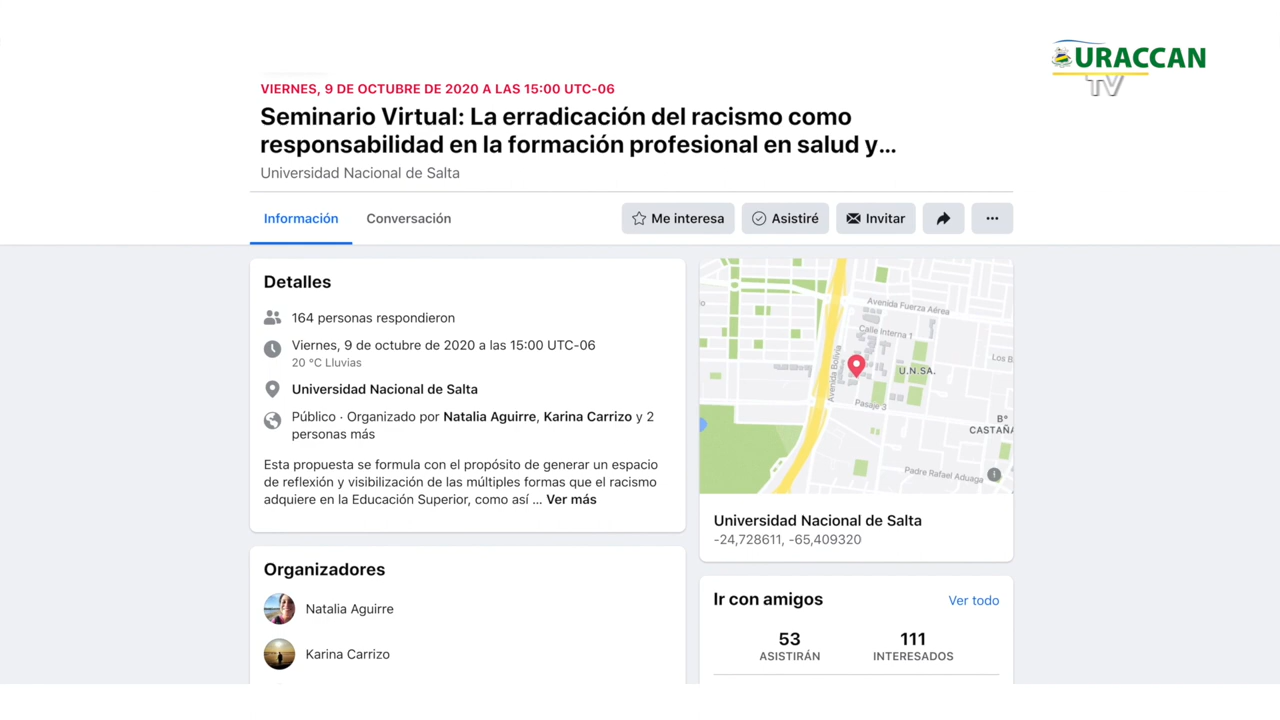 URACCAN
TV
VIERNES, 9 DE OCTUBRE DE 2020 A LAS 15:00 UTC-06
Seminario Virtual: La erradicación del racismo como
responsabilidad en la formación profesional en salud y...
Universidad Nacional de Salta
Información
Conversación
Me interesa
Asistiré
Invitar
Detalles
164 personas respondieron
Viernes, 9 de octubre de 2020 a las 15:00 UTC-06
20 °C Lluvias
Universidad Nacional de Salta
Público · Organizado por Natalia Aguirre, Karina Carrizo y 2
personas más
Esta propuesta se formula con el propósito de generar un espacio
de reflexión y visibilización de las múltiples formas que el racismo
adquiere en la Educación Superior, como así ... Ver más
Organizadores
Natalia Aguirre
Karina Carrizo
Avenida Fuerza Aérea
Calle Interna 1
Avenida Bolivia
Los B
U.N.SA.
Pasaje 3
B°
CASTAÑA
Padre Rafael Aduaga
Universidad Nacional de Salta
-24,728611, -65,409320
Ir con amigos
Ver todo
53
ASISTIRÁN
111
INTERESADOS